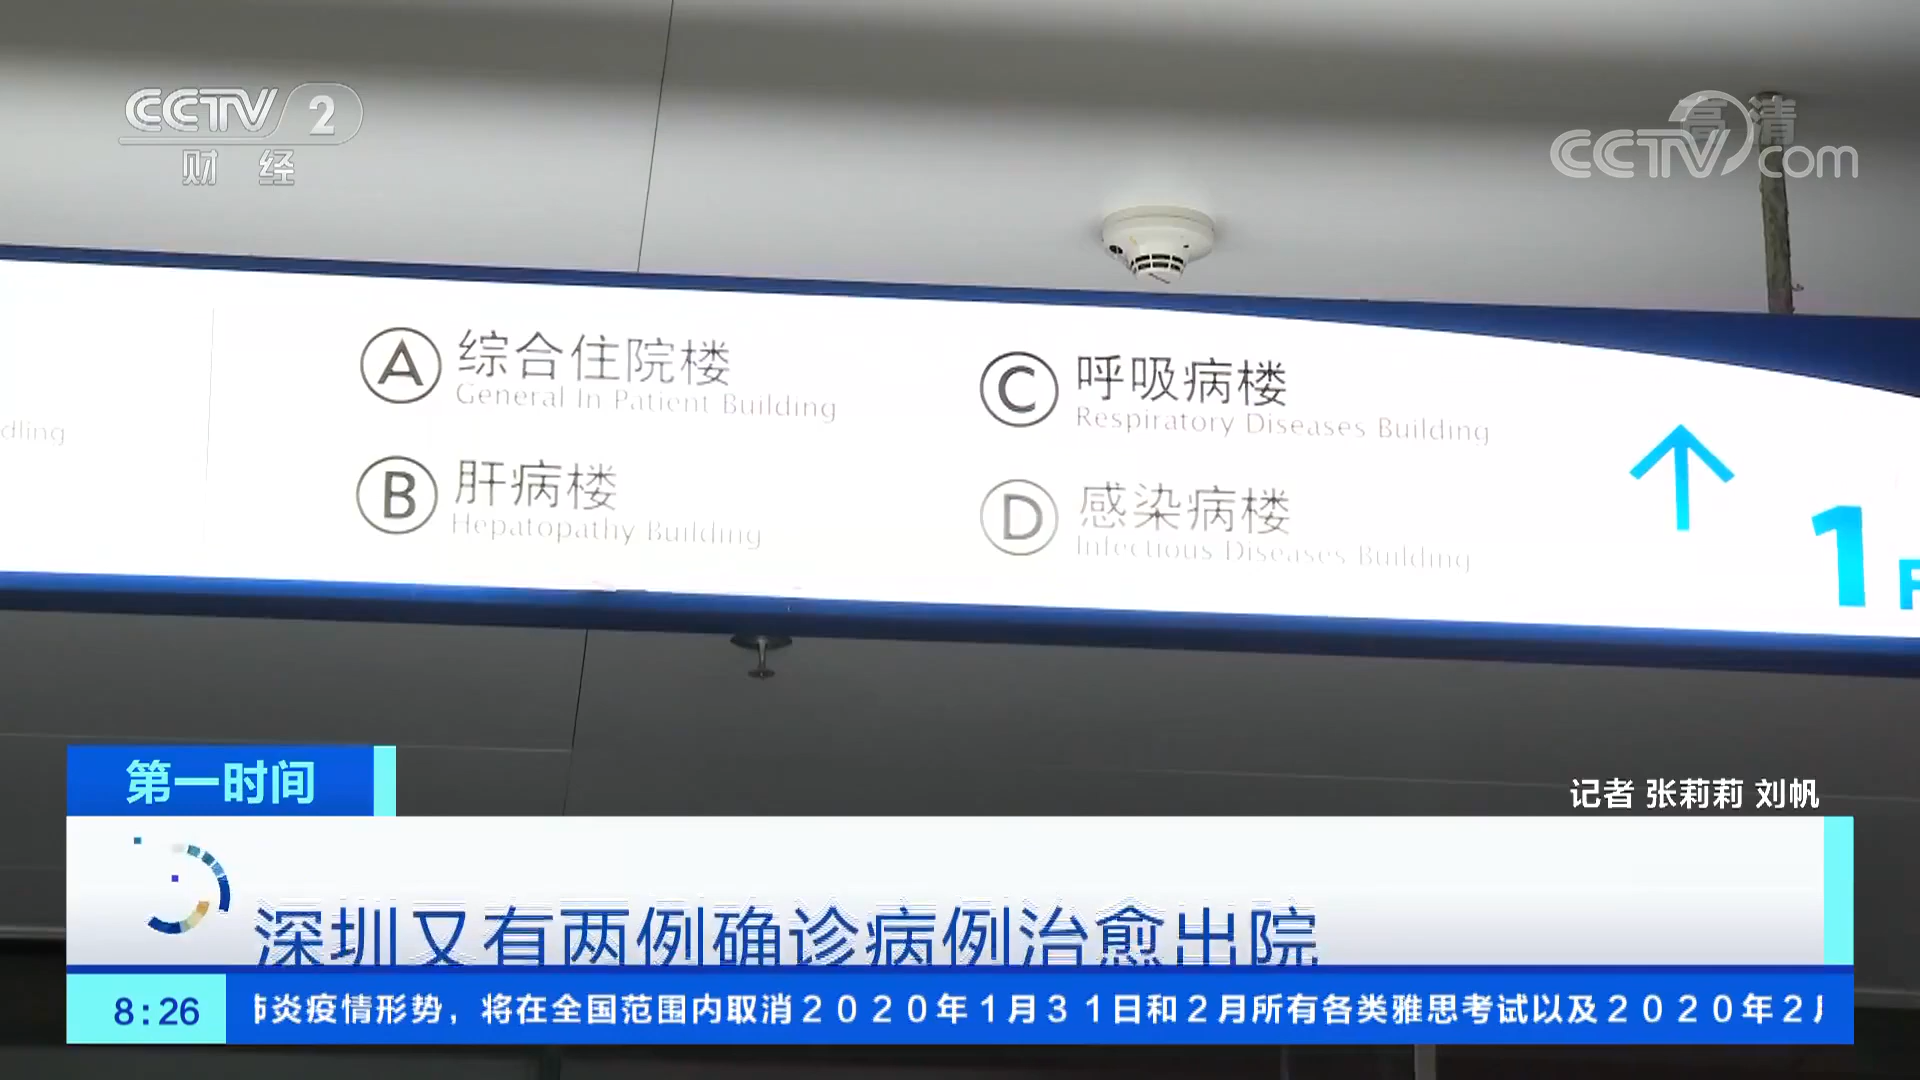 CCTV 2
财经
高清
CCTV.com
A 综合住院楼
General In Patient Building
B 肝病楼
Hepatopathy Building
C 呼吸病楼
Respiratory Diseases Building
D 感染病楼
Infectious Diseases Building
1F
第一时间
记者 张莉莉 刘帆
深圳又有两例确诊病例治愈出院
8:26
炎疫情形势，将在全国范围内取消2020年1月31日和2月所有各类雅思考试以及2020年2月